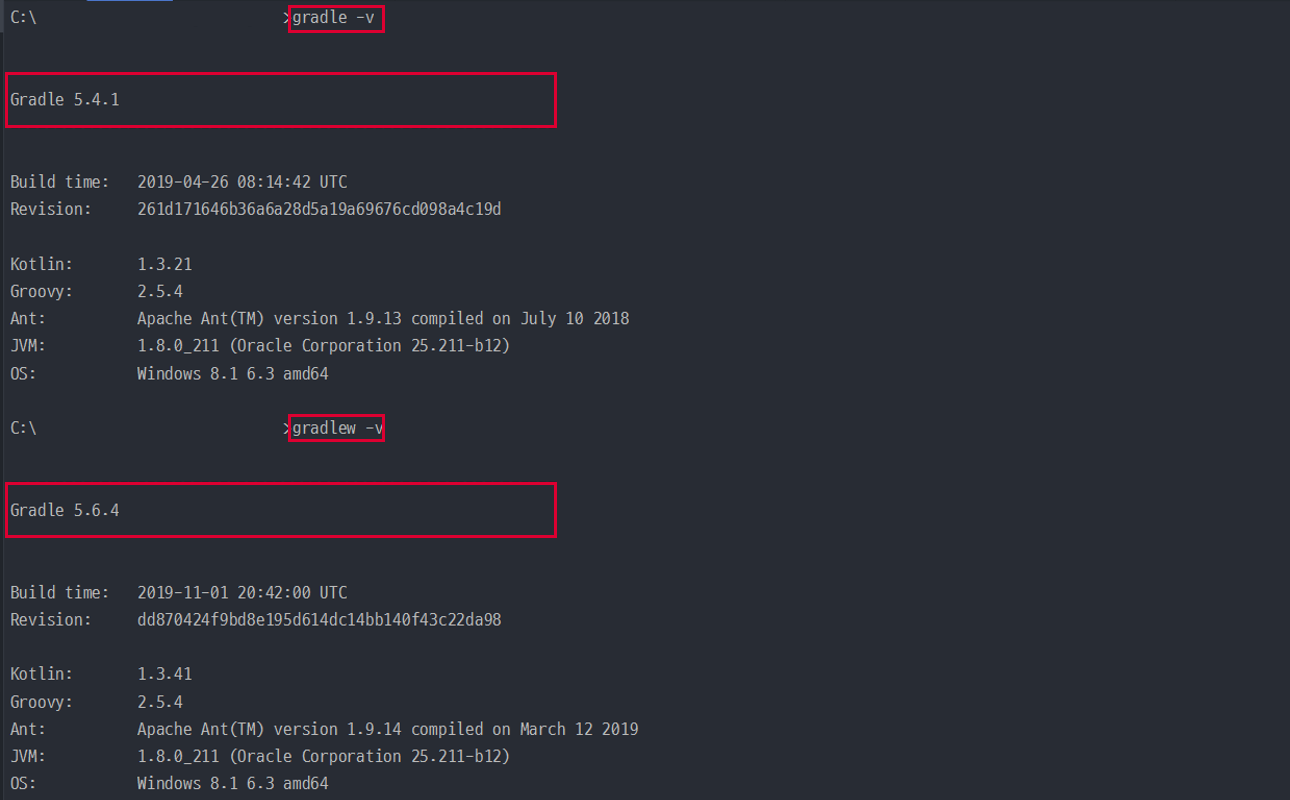 C:\ >gradle -v
Gradle 5.4.1
Build time: 2019-04-26 08:14:42 UTC
Revision: 261d171646b36a6a28d5a19a69676cd098a4c19d
Kotlin: 1.3.21
Groovy: 2.5.4
Ant: Apache Ant(TM) version 1.9.13 compiled on July 10 2018
JVM: 1.8.0_211 (Oracle Corporation 25.211-b12)
OS: Windows 8.1 6.3 amd64
C:\ >gradlew -v
Gradle 5.6.4
Build time: 2019-11-01 20:42:00 UTC
Revision: dd870424f9bd8e195d614dc14bb140f43c22da98
Kotlin: 1.3.41
Groovy: 2.5.4
Ant: Apache Ant(TM) version 1.9.14 compiled on March 12 2019
JVM: 1.8.0_211 (Oracle Corporation 25.211-b12)
OS: Windows 8.1 6.3 amd64